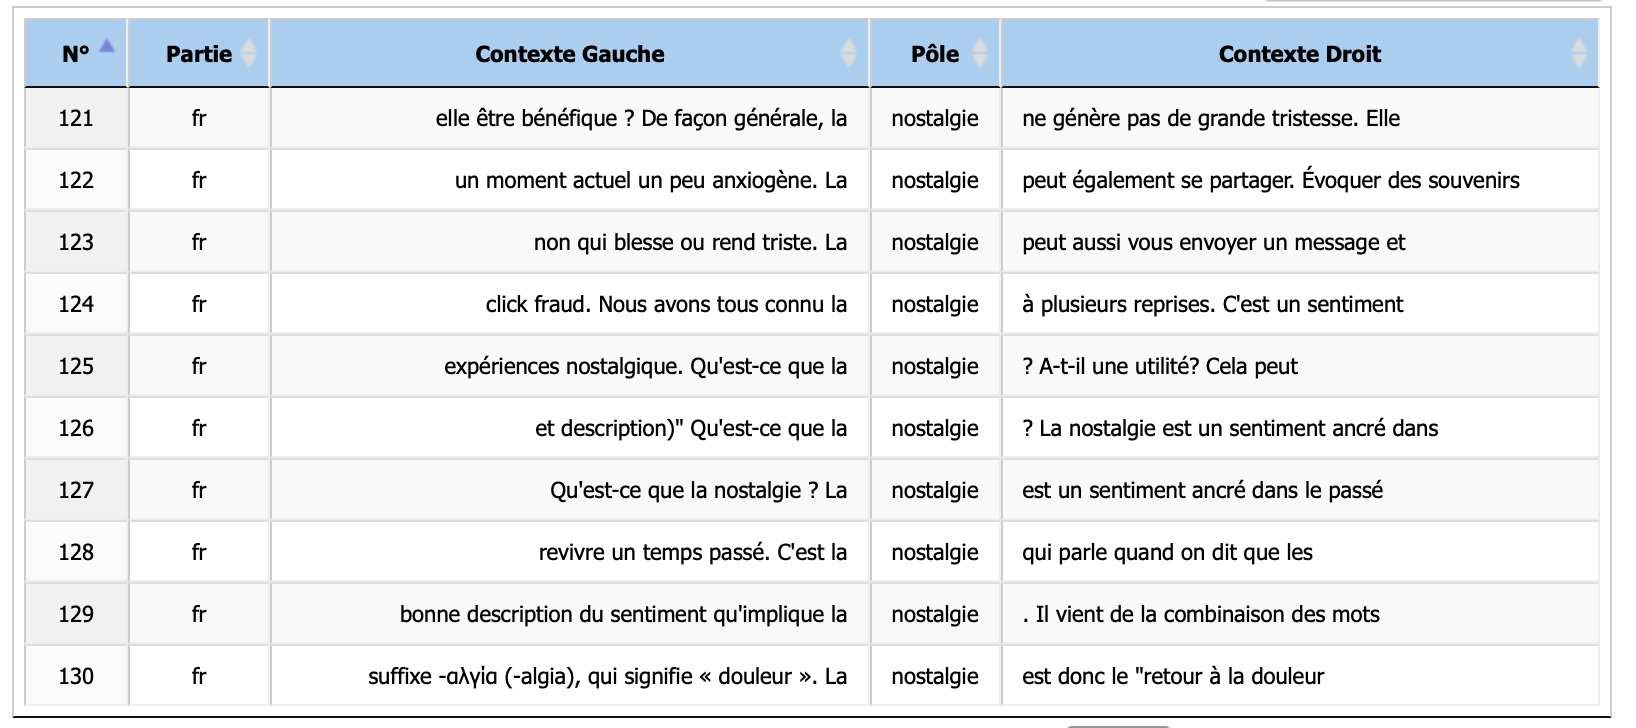 N° Partie Contexte Gauche Pôle Contexte Droit
121 fr elle être bénéfique ? De façon générale, la nostalgie ne génère pas de grande tristesse. Elle
122 fr un moment actuel un peu anxiogène. La nostalgie peut également se partager. Évoquer des souvenirs
123 fr non qui blesse ou rend triste. La nostalgie peut aussi vous envoyer un message et
124 fr click fraud. Nous avons tous connu la nostalgie à plusieurs reprises. C'est un sentiment
125 fr expériences nostalgique. Qu'est-ce que la nostalgie ? A-t-il une utilité? Cela peut
126 fr et description)" Qu'est-ce que la nostalgie ? La nostalgie est un sentiment ancré dans
127 fr Qu'est-ce que la nostalgie ? La nostalgie est un sentiment ancré dans le passé
128 fr revivre un temps passé. C'est la nostalgie qui parle quand on dit que les
129 fr bonne description du sentiment qu'implique la nostalgie . Il vient de la combinaison des mots
130 fr suffixe -αλγία (-algia), qui signifie « douleur ». La nostalgie est donc le "retour à la douleur